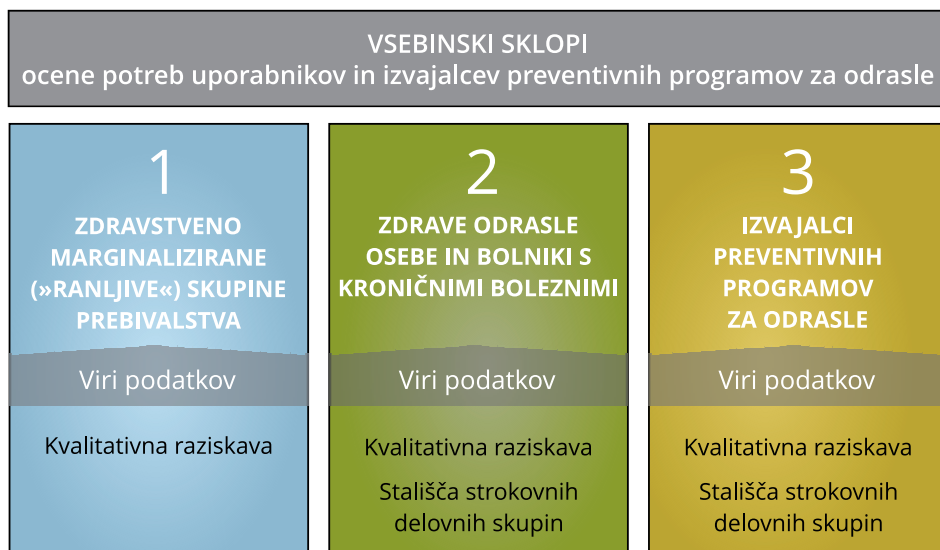 VSEBINSKI SKLOPI
ocene potreb uporabnikov in izvajalcev preventivnih programov za odrasle
1
ZDRAVSTVENO
MARGINALIZIRANE
(»RANLJIVE«) SKUPINE
PREBIVALSTVA
Viri podatkov
Kvalitativna raziskava
2
ZDRAVE ODRASLE
OSEBE IN BOLNIKI S
KRONIČNIMI BOLEZNIMI
Viri podatkov
Kvalitativna raziskava
Stališča strokovnih
delovnih skupin
3
IZVAJALCI
PREVENTIVNIH
PROGRAMOV
ZA ODRASLE
Viri podatkov
Kvalitativna raziskava
Stališča strokovnih
delovnih skupin